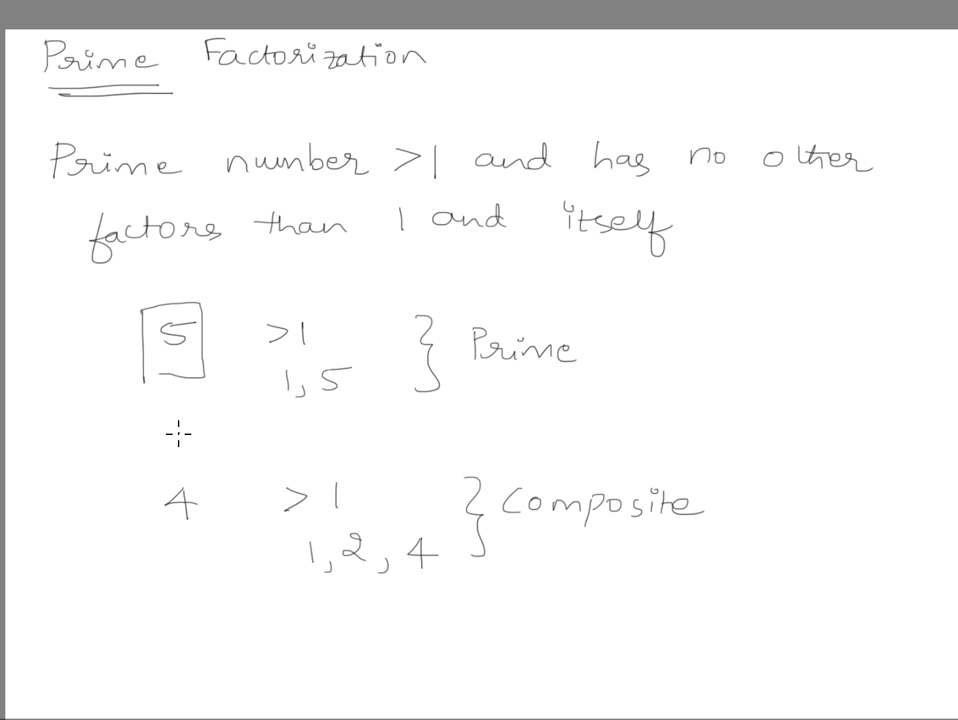 Prime Factorization
Prime number >1 and has no other
factors than 1 and itself
5 >1 } Prime
1, 5
4 > 1 } Composite
1, 2, 4